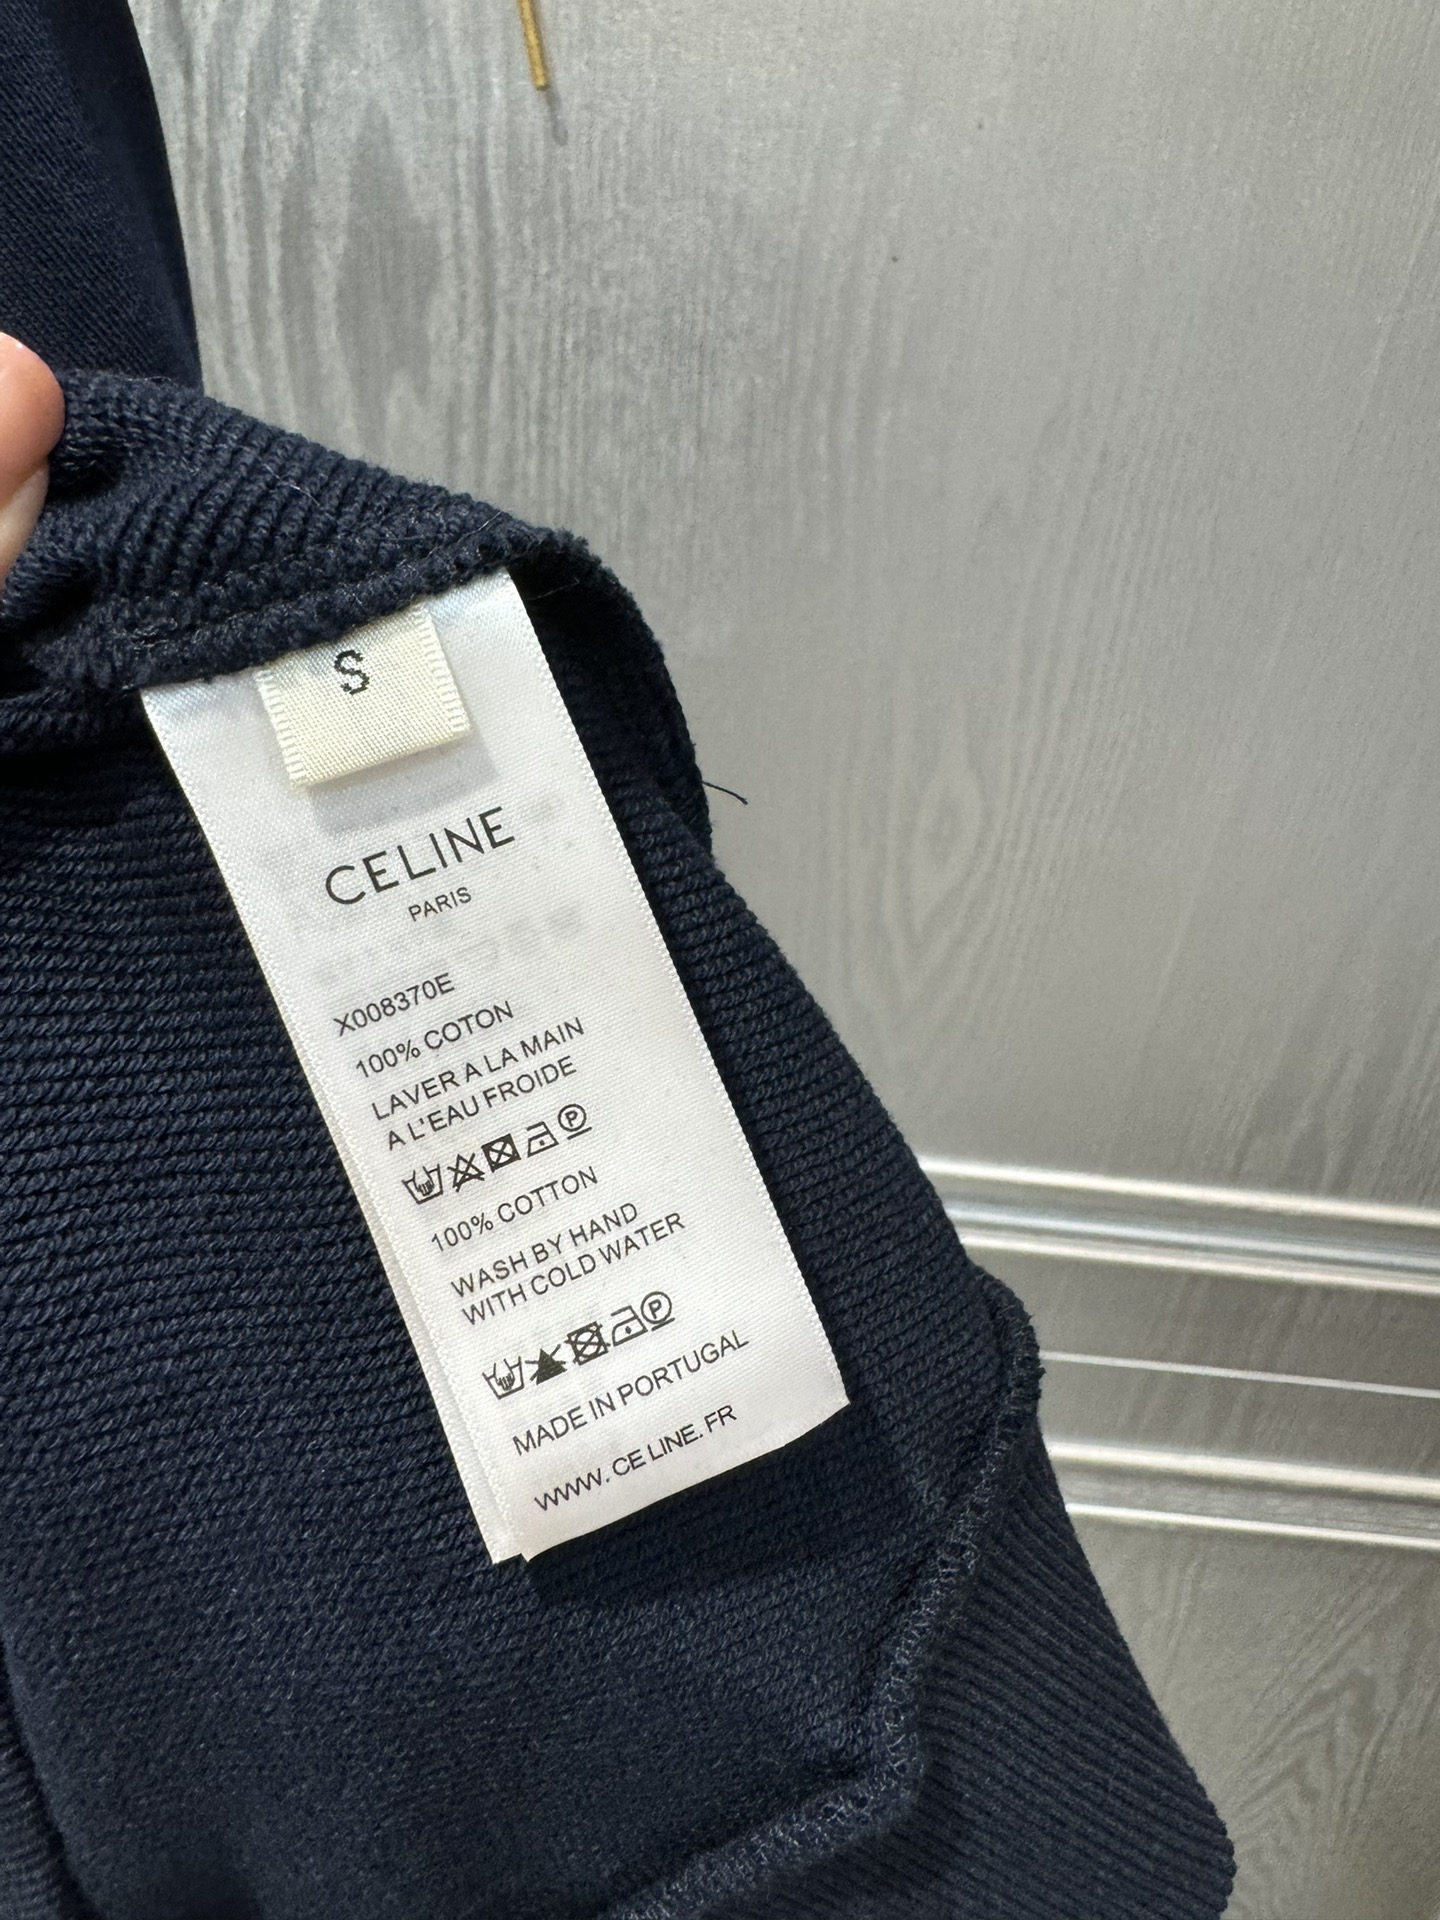 S
CELINE
PARIS
X008370E
100% COTON
LAVER A LA MAIN
A L'EAU FROIDE
P
100% COTTON
WASH BY HAND
WITH COLD WATER
P
MADE IN PORTUGAL
WWW. CE LINE. FR